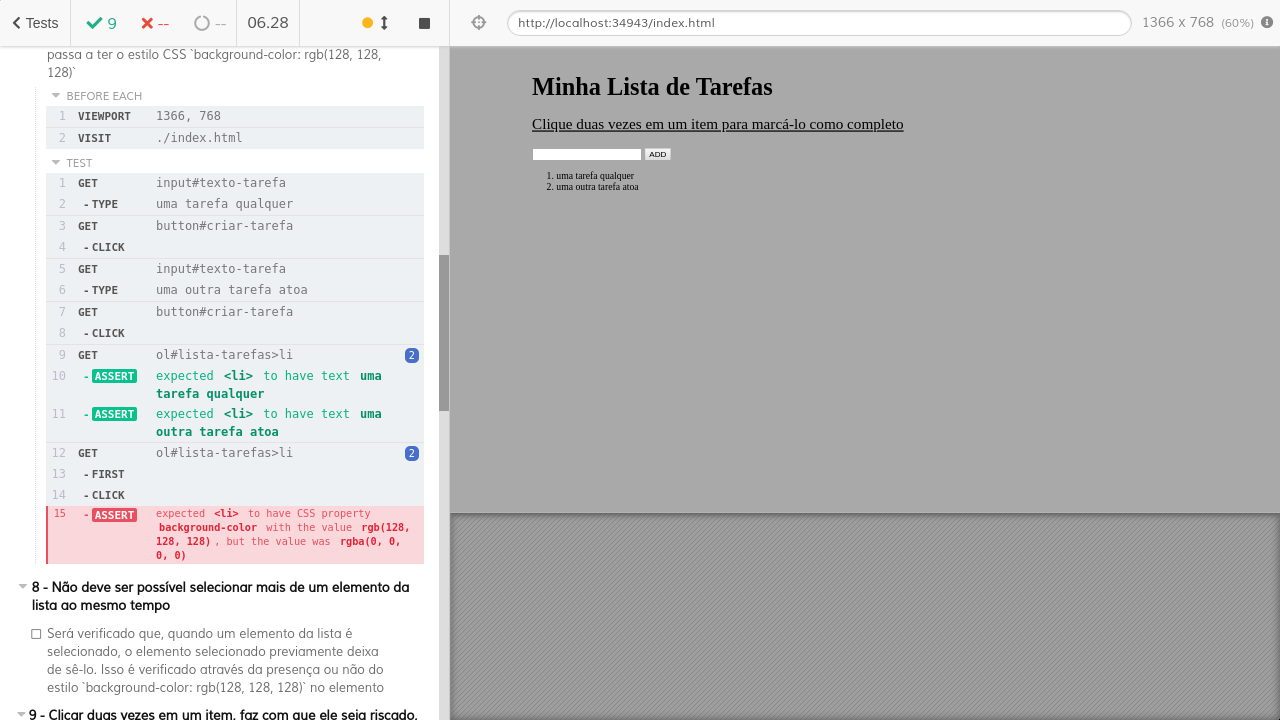 Tests 9 -- -- 06.28
http://localhost:34943/index.html 1366 x 768 (60%)
passa a ter o estilo CSS `background-color: rgb(128, 128,
128)`
BEFORE EACH
1 VIEWPORT 1366, 768
2 VISIT ./index.html
TEST
1 GET input#texto-tarefa
2 -TYPE uma tarefa qualquer
3 GET button#criar-tarefa
4 -CLICK
5 GET input#texto-tarefa
6 -TYPE uma outra tarefa atoa
7 GET button#criar-tarefa
8 -CLICK
9 GET ol#lista-tarefas>li 2
10 -ASSERT expected <li> to have text uma
tarefa qualquer
11 -ASSERT expected <li> to have text uma
outra tarefa atoa
12 GET ol#lista-tarefas>li 2
13 -FIRST
14 -CLICK
15 -ASSERT expected <li> to have CSS property
background-color with the value rgb(128,
128, 128), but the value was rgba(0, 0,
0, 0)
8 - Não deve ser possível selecionar mais de um elemento da
lista ao mesmo tempo
Será verificado que, quando um elemento da lista é
selecionado, o elemento selecionado previamente deixa
de sê-lo. Isso é verificado através da presença ou não do
estilo `background-color: rgb(128, 128, 128)` no elemento
9 - Clicar duas vezes em um item, faz com que ele seja riscado,
Minha Lista de Tarefas
Clique duas vezes em um item para marcá-lo como completo
ADD
1. uma tarefa qualquer
2. uma outra tarefa atoa